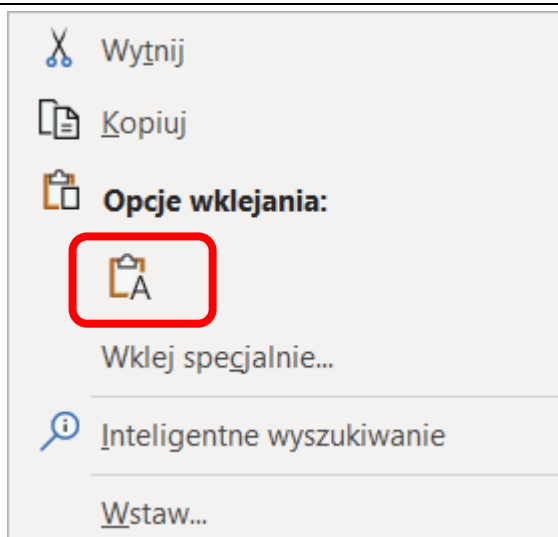 Wytnij
Kopiuj
Opcje wklejania:
A
Wklej specjalnie...
Inteligentne wyszukiwanie
Wstaw...